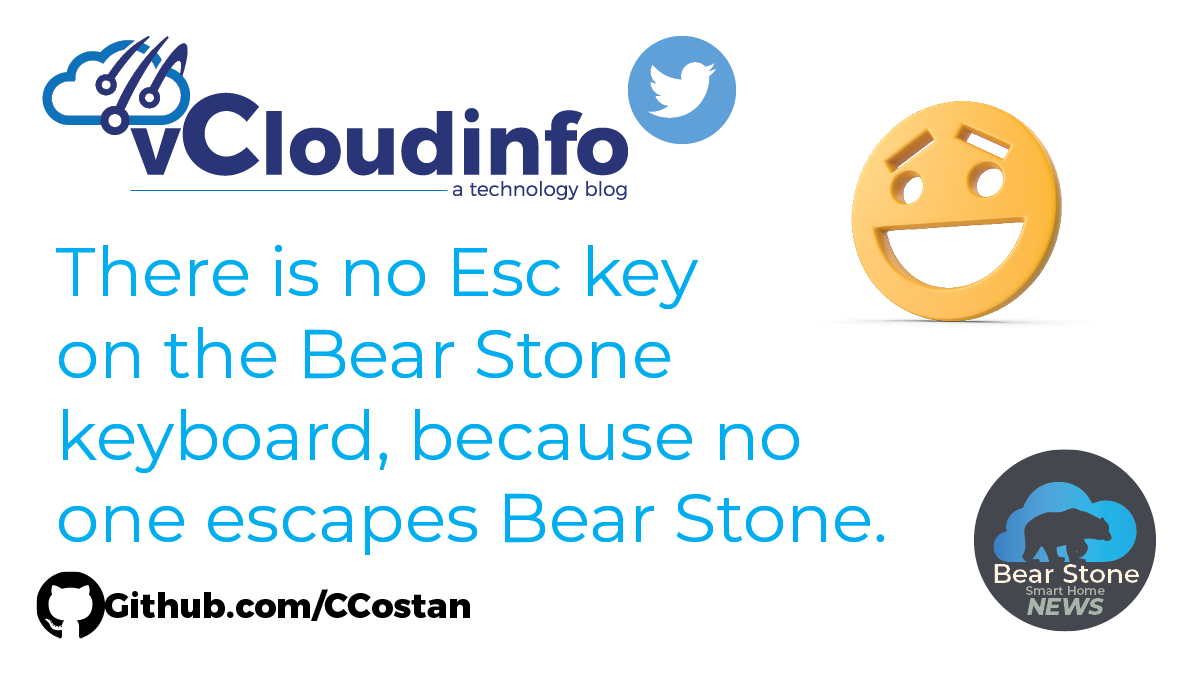 vCloudinfo
a technology blog
There is no Esc key
on the Bear Stone
keyboard, because no
one escapes Bear Stone.
Github.com/CCostan
Bear Stone
Smart Home
NEWS